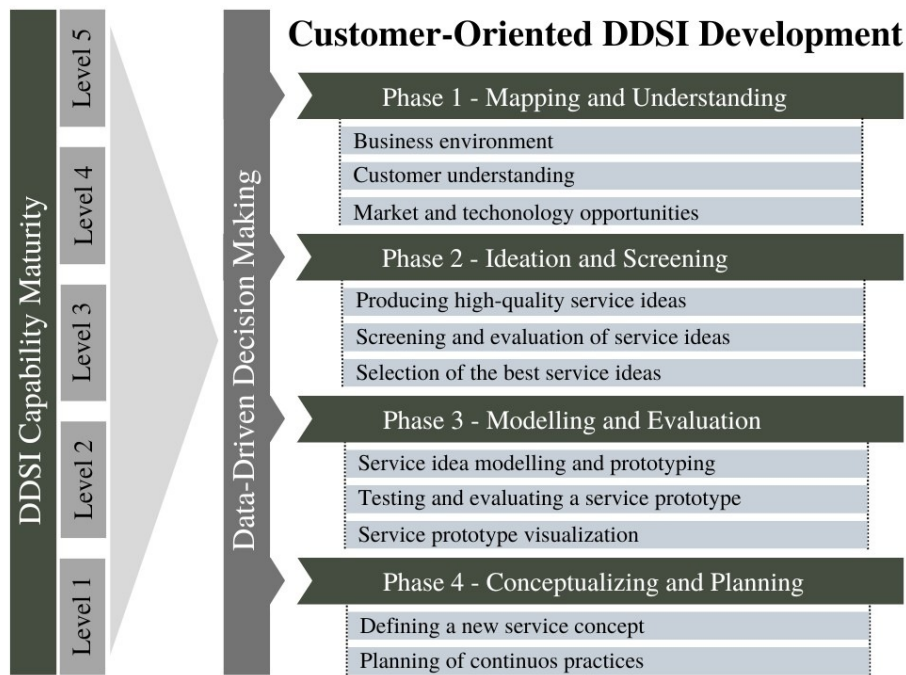 DDSI Capability Maturity
Level 5
Level 4
Level 3
Level 2
Level 1
Data-Driven Decision Making
Customer-Oriented DDSI Development
Phase 1 - Mapping and Understanding
Business environment
Customer understanding
Market and techonology opportunities
Phase 2 - Ideation and Screening
Producing high-quality service ideas
Screening and evaluation of service ideas
Selection of the best service ideas
Phase 3 - Modelling and Evaluation
Service idea modelling and prototyping
Testing and evaluating a service prototype
Service prototype visualization
Phase 4 - Conceptualizing and Planning
Defining a new service concept
Planning of continuos practices